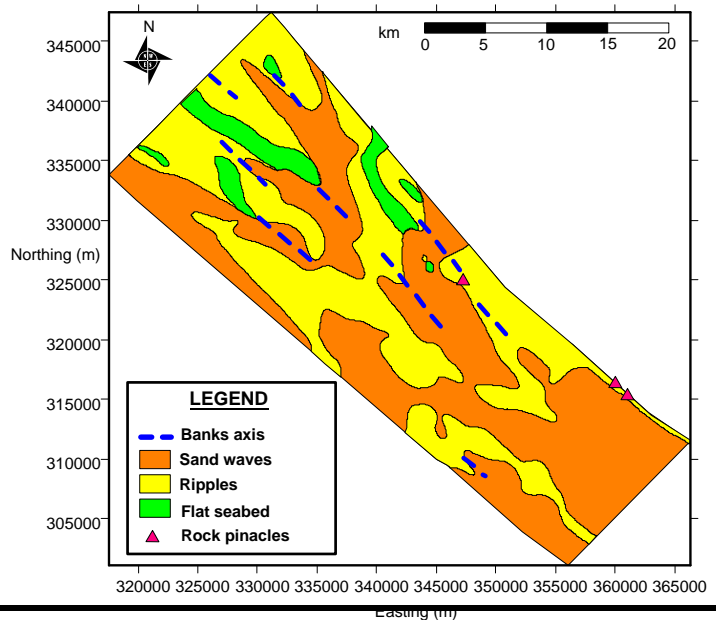 N
km
0 5 10 15 20
345000
340000
335000
330000
Northing (m)
325000
320000
315000
310000
305000
LEGEND
Banks axis
Sand waves
Ripples
Flat seabed
Rock pinacles
320000 325000 330000 335000 340000 345000 350000 355000 360000 365000
Easting (m)